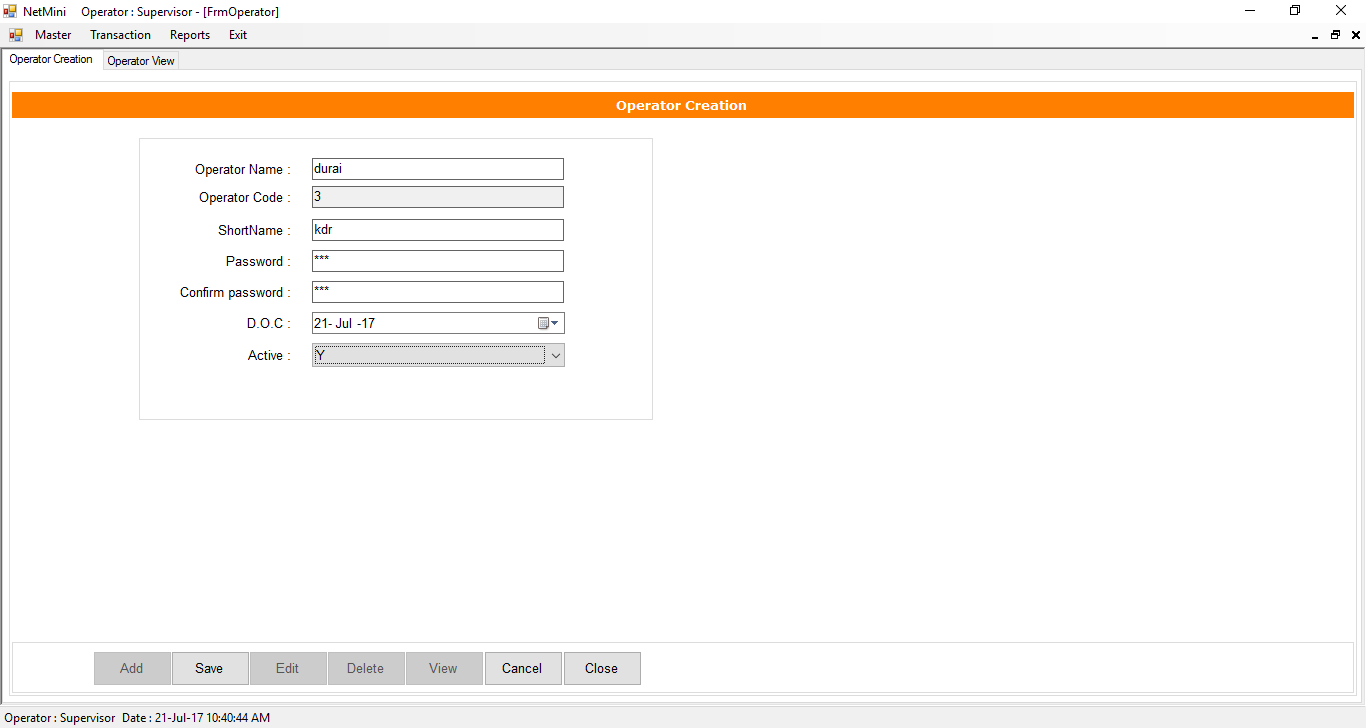 NetMini Operator : Supervisor - [FrmOperator]
Master Transaction Reports Exit
Operator Creation Operator View
Operator Creation
Operator Name : durai
Operator Code : 3
ShortName : kdr
Password : ***
Confirm password : ***
D.O.C : 21- Jul -17
Active : Y
Add Save Edit Delete View Cancel Close
Operator : Supervisor Date : 21-Jul-17 10:40:44 AM